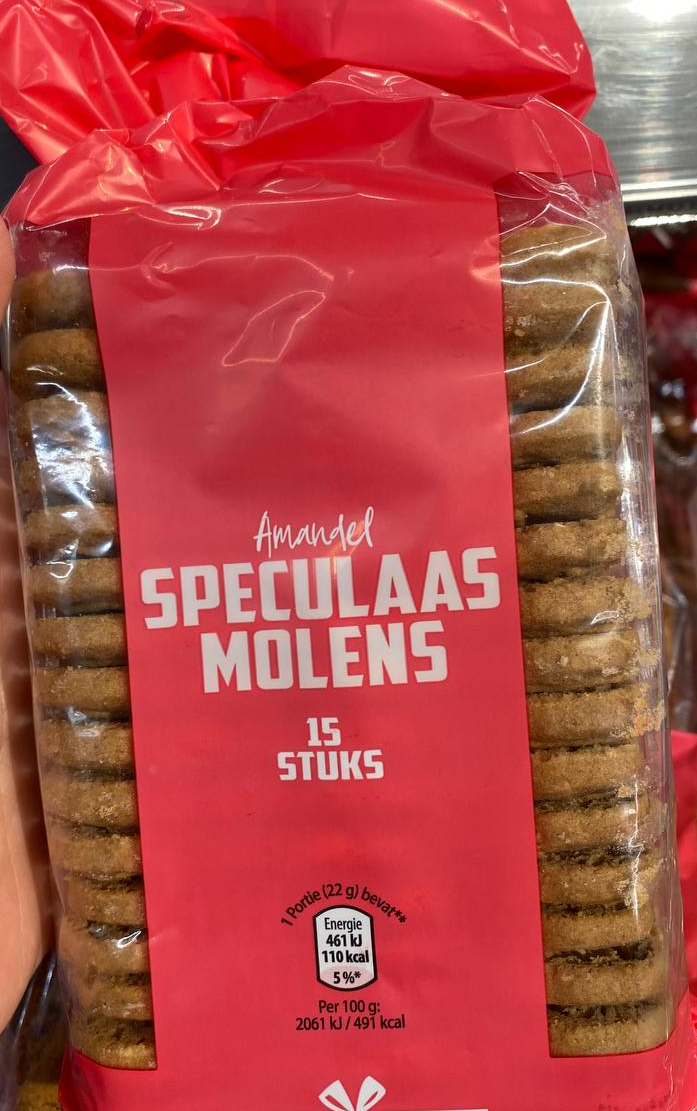 Amandel
SPECULAAS
MOLENS
15
STUKS
1 Portie (22 g) bevat**
Energie
461 kJ
110 kcal
5 %*
Per 100 g:
2061 kJ / 491 kcal